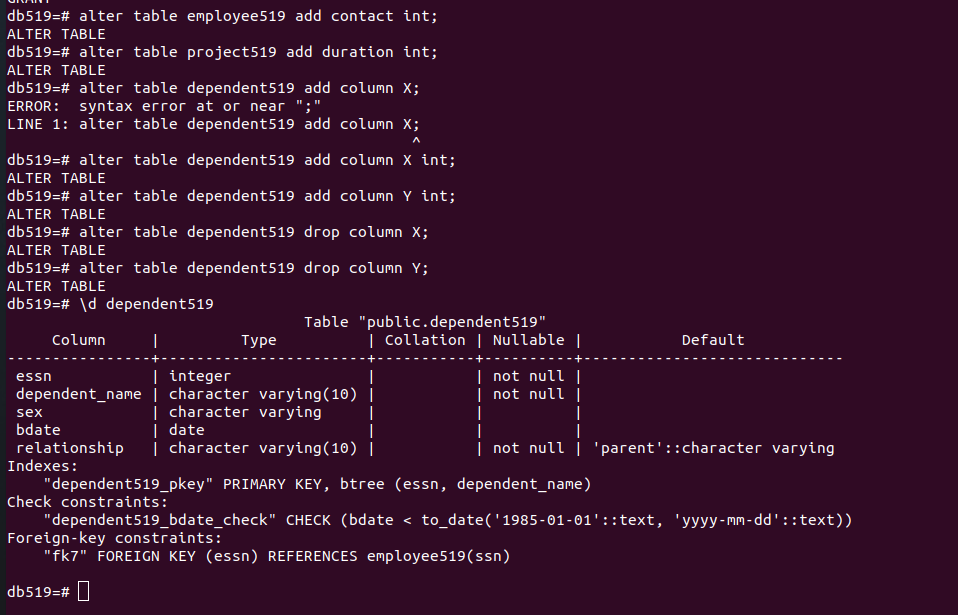 GRANT
db519=# alter table employee519 add contact int;
ALTER TABLE
db519=# alter table project519 add duration int;
ALTER TABLE
db519=# alter table dependent519 add column X;
ERROR:  syntax error at or near ";"
LINE 1: alter table dependent519 add column X;
                                             ^
db519=# alter table dependent519 add column X int;
ALTER TABLE
db519=# alter table dependent519 add column Y int;
ALTER TABLE
db519=# alter table dependent519 drop column X;
ALTER TABLE
db519=# alter table dependent519 drop column Y;
ALTER TABLE
db519=# \d dependent519
                                 Table "public.dependent519"
     Column     |         Type          | Collation | Nullable |           Default           
----------------+-----------------------+-----------+----------+-----------------------------
 essn           | integer               |           | not null | 
 dependent_name | character varying(10) |           | not null | 
 sex            | character varying     |           |          | 
 bdate          | date                  |           |          | 
 relationship   | character varying(10) |           | not null | 'parent'::character varying
Indexes:
    "dependent519_pkey" PRIMARY KEY, btree (essn, dependent_name)
Check constraints:
    "dependent519_bdate_check" CHECK (bdate < to_date('1985-01-01'::text, 'yyyy-mm-dd'::text))
Foreign-key constraints:
    "fk7" FOREIGN KEY (essn) REFERENCES employee519(ssn)
db519=#